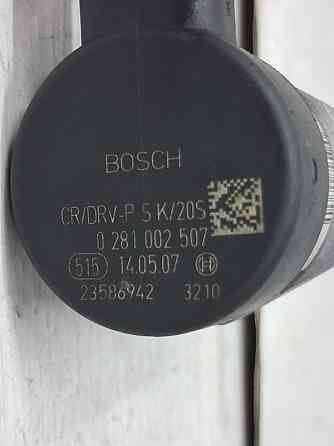 BOSCH
CR/DRV-P S K/20S
0 281 002 507
515 14.05.07
23586942 3210